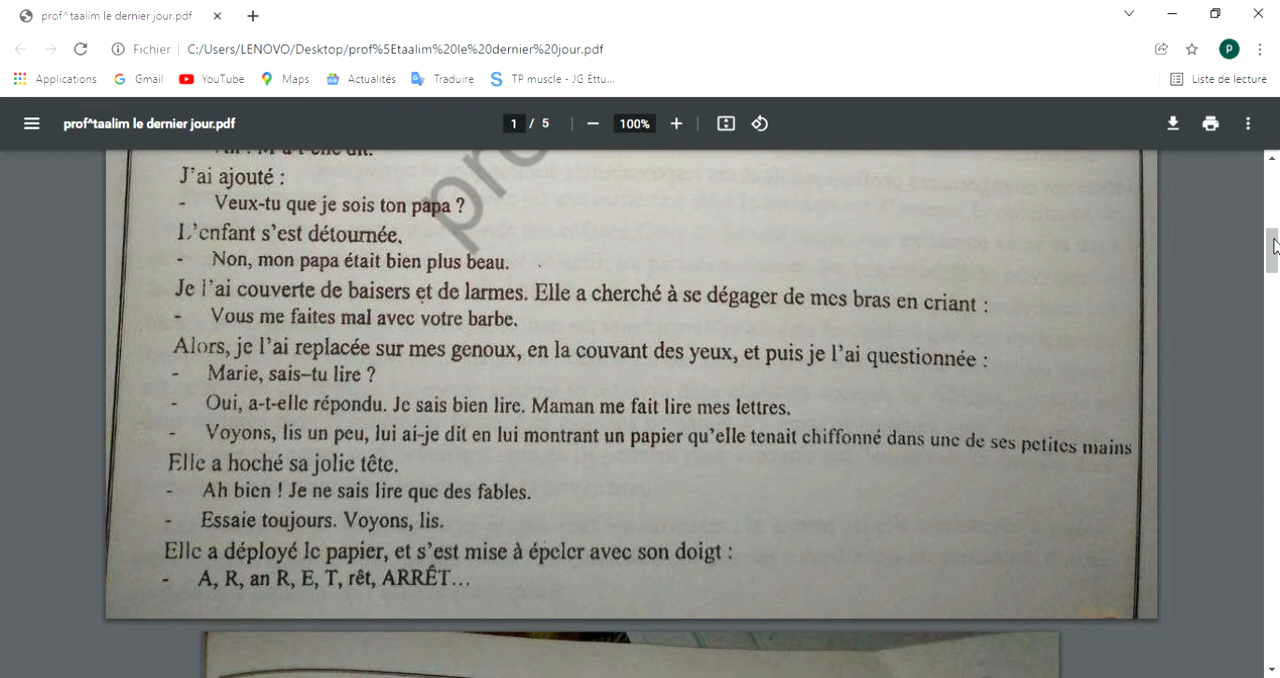 prof^taalim le dernier jour.pdf
Fichier C:/Users/LENOVO/Desktop/prof%5Etaalim%20le%20dernier%20jour.pdf P
Applications Gmail YouTube Maps Actualités Traduire TP muscle - JG Éttu... Liste de lecture
prof^taalim le dernier jour.pdf 1 / 5 100%
J'ai ajouté :
- Veux-tu que je sois ton papa ?
L'enfant s'est détournée.
- Non, mon papa était bien plus beau.
Je l'ai couverte de baisers et de larmes. Elle a cherché à se dégager de mes bras en criant :
- Vous me faites mal avec votre barbe.
Alors, je l'ai replacée sur mes genoux, en la couvant des yeux, et puis je l'ai questionnée :
- Marie, sais-tu lire ?
- Oui, a-t-elle répondu. Je sais bien lire. Maman me fait lire mes lettres.
- Voyons, lis un peu, lui ai-je dit en lui montrant un papier qu'elle tenait chiffonné dans une de ses petites mains
Elle a hoché sa jolie tête.
- Ah bien ! Je ne sais lire que des fables.
- Essaie toujours. Voyons, lis.
Elle a déployé le papier, et s'est mise à épeler avec son doigt :
- A, R, an R, E, T, rêt, ARRÊT...